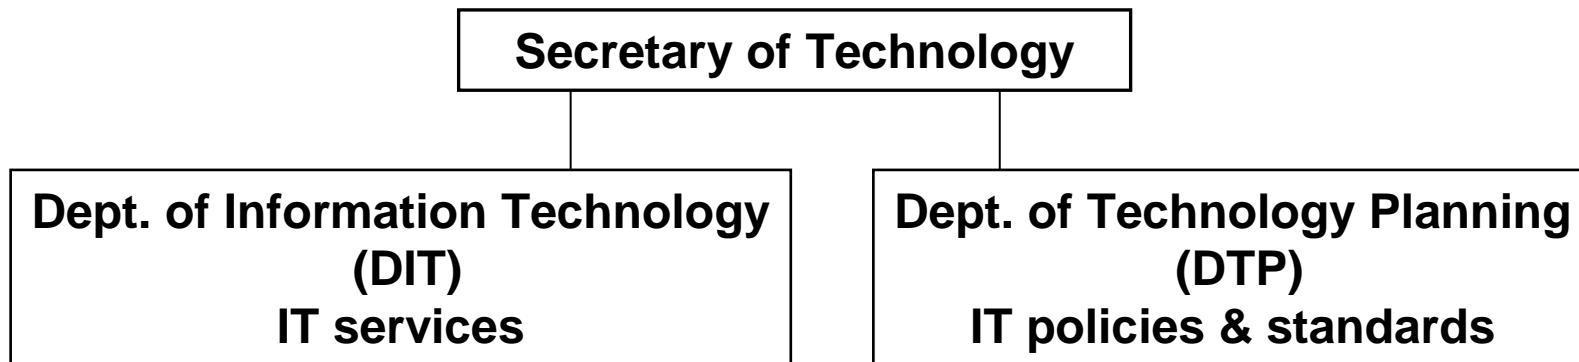 Secretary of Technology
Dept. of Information Technology
(DIT)
IT services
Dept. of Technology Planning
(DTP)
IT policies & standards